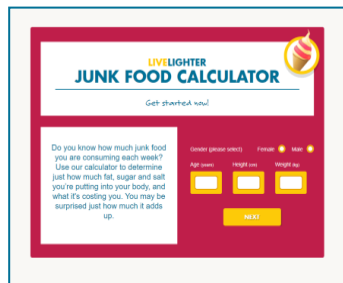 LIVELIGHTER
JUNK FOOD CALCULATOR
Get started now!
Do you know how much junk food
you are consuming each week?
Use our calculator to determine
just how much fat, sugar and salt
you're putting into your body, and
what it's costing you. You may be
surprised just how much it adds
up.
Gender (please select) Female Male
Age (years) Height (cm) Weight (kg)
NEXT